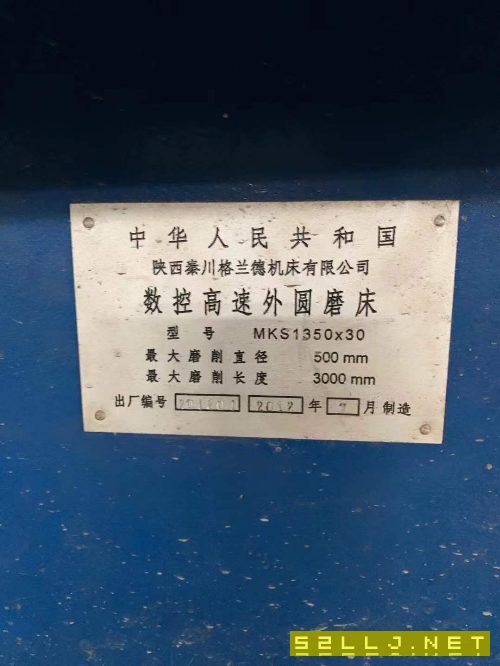 中华人民共和国
陕西秦川格兰德机床有限公司
数控高速外圆磨床
型号 MKS1350x30
最大磨削直径 500 mm
最大磨削长度 3000 mm
出厂编号 2012 年 7 月制造
52LLJ.NET